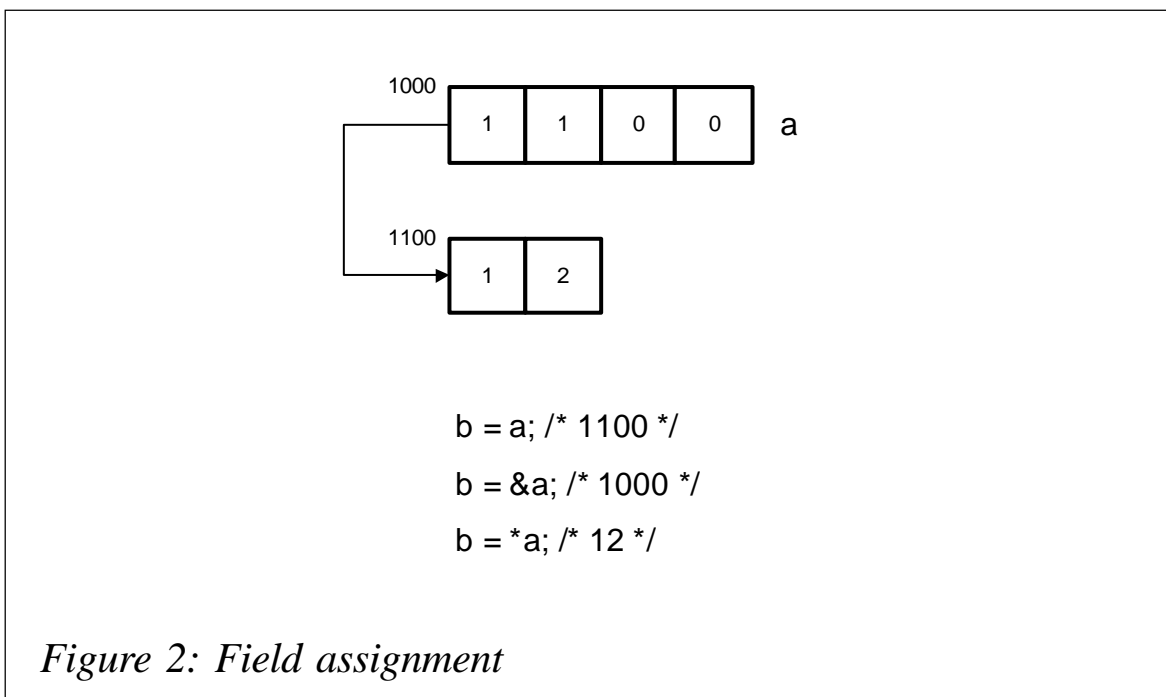 1000
1 1 0 0 a
1100
1 2
b = a; /* 1100 */
b = &a; /* 1000 */
b = *a; /* 12 */
Figure 2: Field assignment